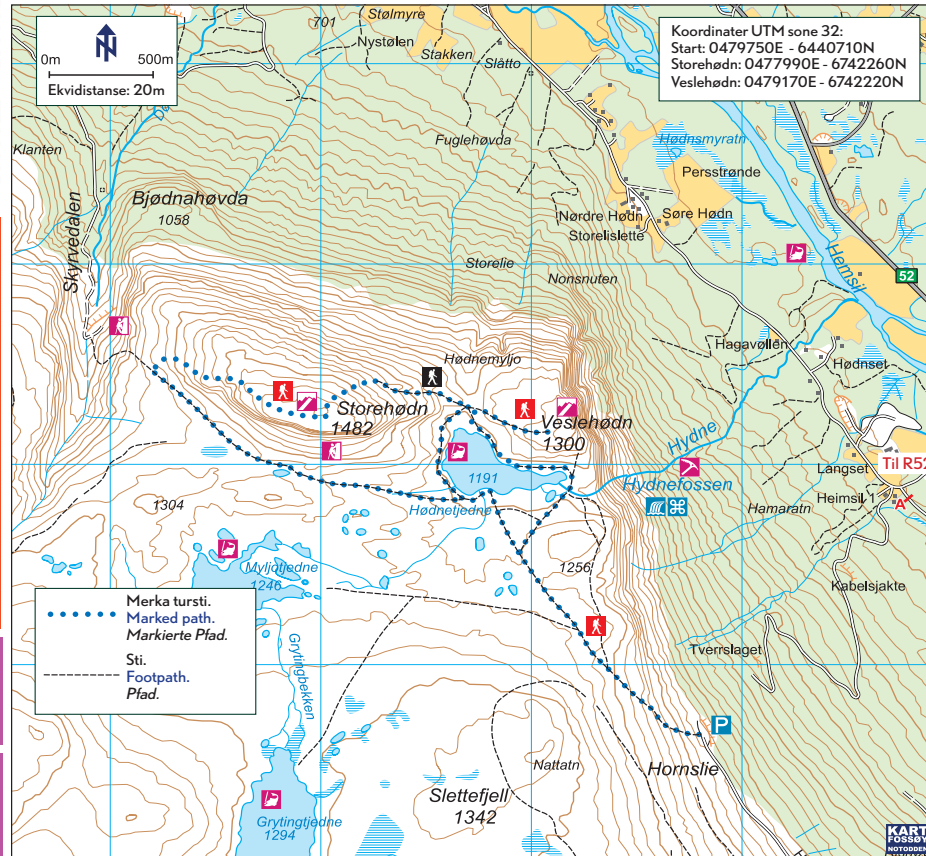 0m 500m
Ekvidistanse: 20m
Koordinater UTM sone 32:
Start: 0479750E - 6440710N
Storehødn: 0477990E - 6742260N
Veslehødn: 0479170E - 6742220N
701
Stølmyre
Nystølen
Stakken
Slåtto
Klanten
Fuglehøvda
Hødnsmyratn
Persstrønde
Bjødnahøvda
1058
Skyrvedalen
Nørdre Hødn
Søre Hødn
Storelislette
Storelie
Nonsnuten
Hemsil
52
Hagavøllen
Hødnset
Hødnemyljo
Storehødn
1482
Veslehødn
1300
Hydne
Hydnefossen
1191
Hødnetjedne
Langset
Til R52
Heimsil 1
A
Hamaratn
1304
Myljotjedne
1246
1256
Kabelsjakte
Tverrslaget
Merka tursti.
Marked path.
Markierte Pfad.
Sti.
Footpath.
Pfad.
Grytingbekken
P
Hornslie
Nattatn
Slettefjell
1342
Grytingtjedne
1294
KART
FOSSØY
NOTODDEN